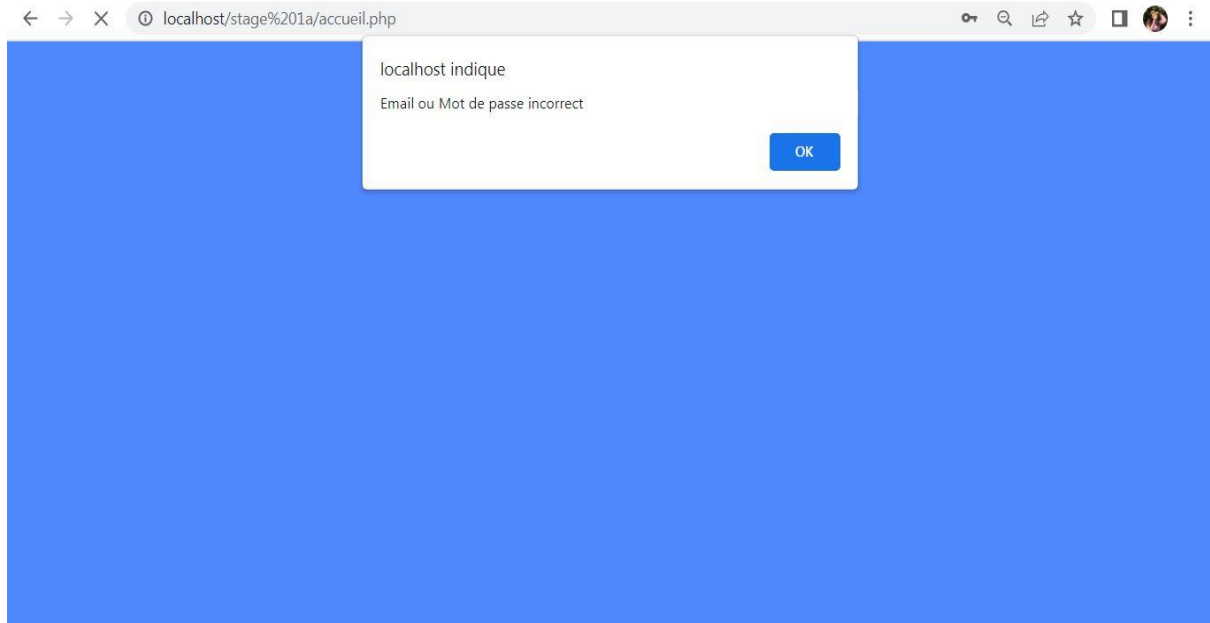 localhost/stage%201a/accueil.php
localhost indique
Email ou Mot de passe incorrect
OK